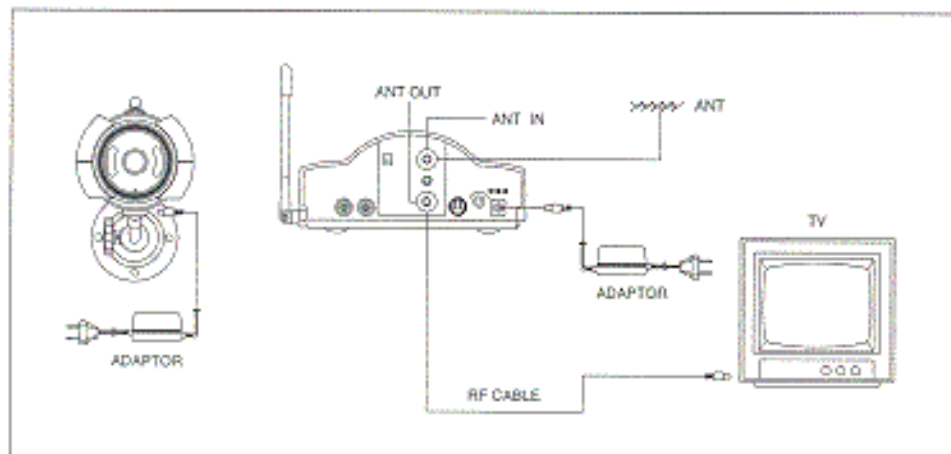 ANT OUT
ANT IN
ANT
TV
ADAPTOR
ADAPTOR
RF CABLE